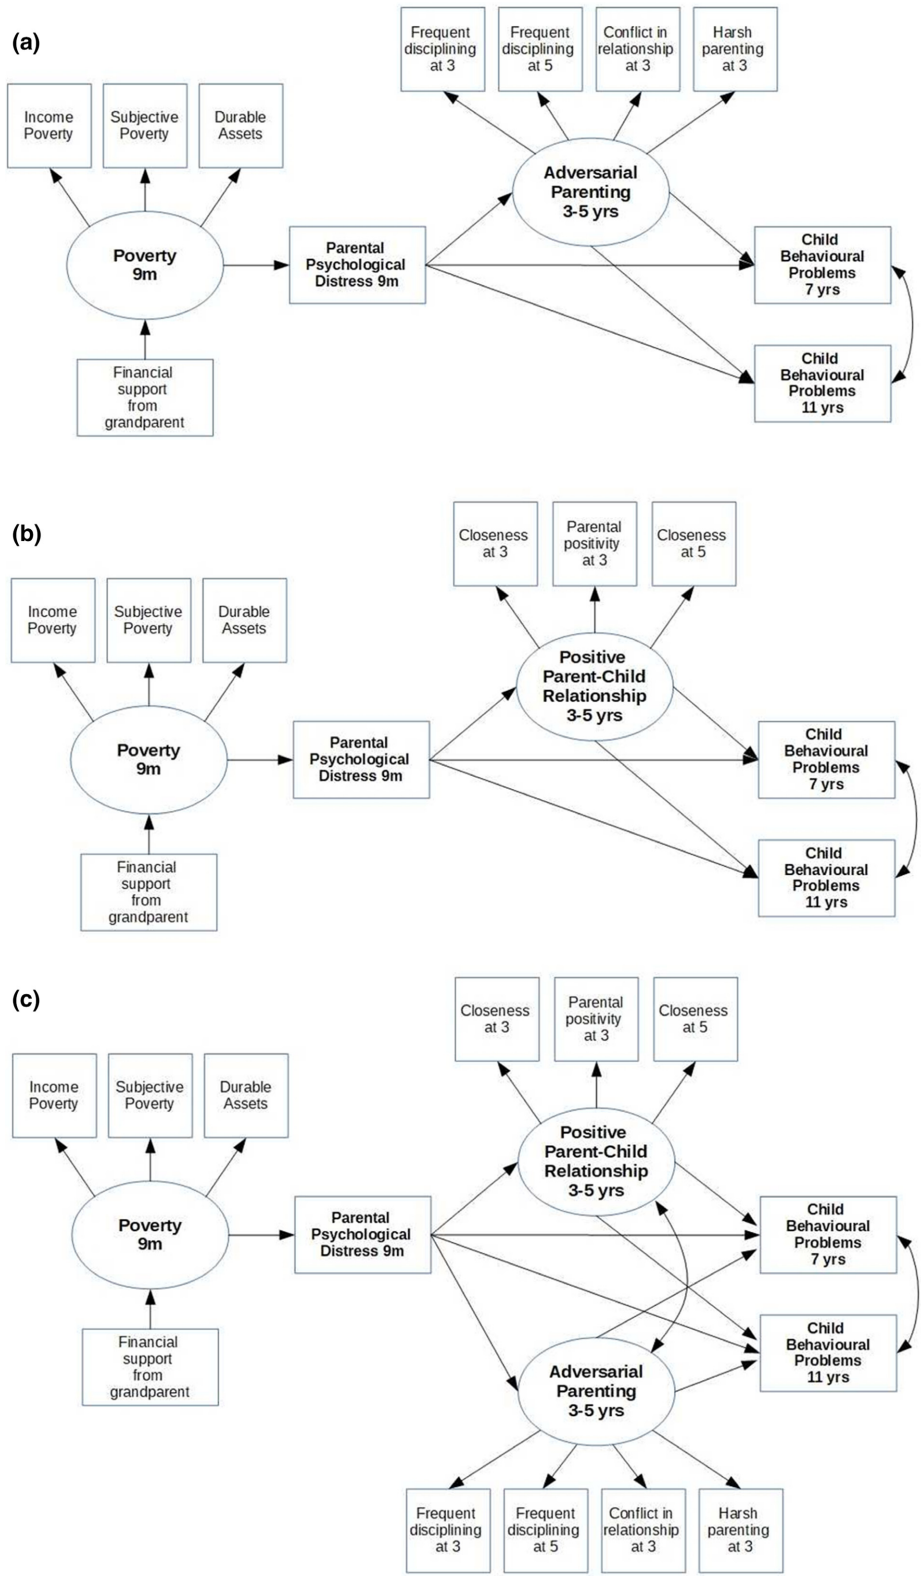 (a)
Frequent
disciplining
at 3
Frequent
disciplining
at 5
Conflict in
relationship
at 3
Harsh
parenting
at 3
Income
Poverty
Subjective
Poverty
Durable
Assets
Adversarial
Parenting
3-5 yrs
Poverty
9m
Parental
Psychological
Distress 9m
Child
Behavioural
Problems
7 yrs
Child
Behavioural
Problems
11 yrs
Financial
support
from
grandparent
(b)
Closeness
at 3
Parental
positivity
at 3
Closeness
at 5
Income
Poverty
Subjective
Poverty
Durable
Assets
Positive
Parent-Child
Relationship
3-5 yrs
Poverty
9m
Parental
Psychological
Distress 9m
Child
Behavioural
Problems
7 yrs
Child
Behavioural
Problems
11 yrs
Financial
support
from
grandparent
(c)
Closeness
at 3
Parental
positivity
at 3
Closeness
at 5
Income
Poverty
Subjective
Poverty
Durable
Assets
Positive
Parent-Child
Relationship
3-5 yrs
Poverty
9m
Parental
Psychological
Distress 9m
Child
Behavioural
Problems
7 yrs
Child
Behavioural
Problems
11 yrs
Financial
support
from
grandparent
Adversarial
Parenting
3-5 yrs
Frequent
disciplining
at 3
Frequent
disciplining
at 5
Conflict in
relationship
at 3
Harsh
parenting
at 3